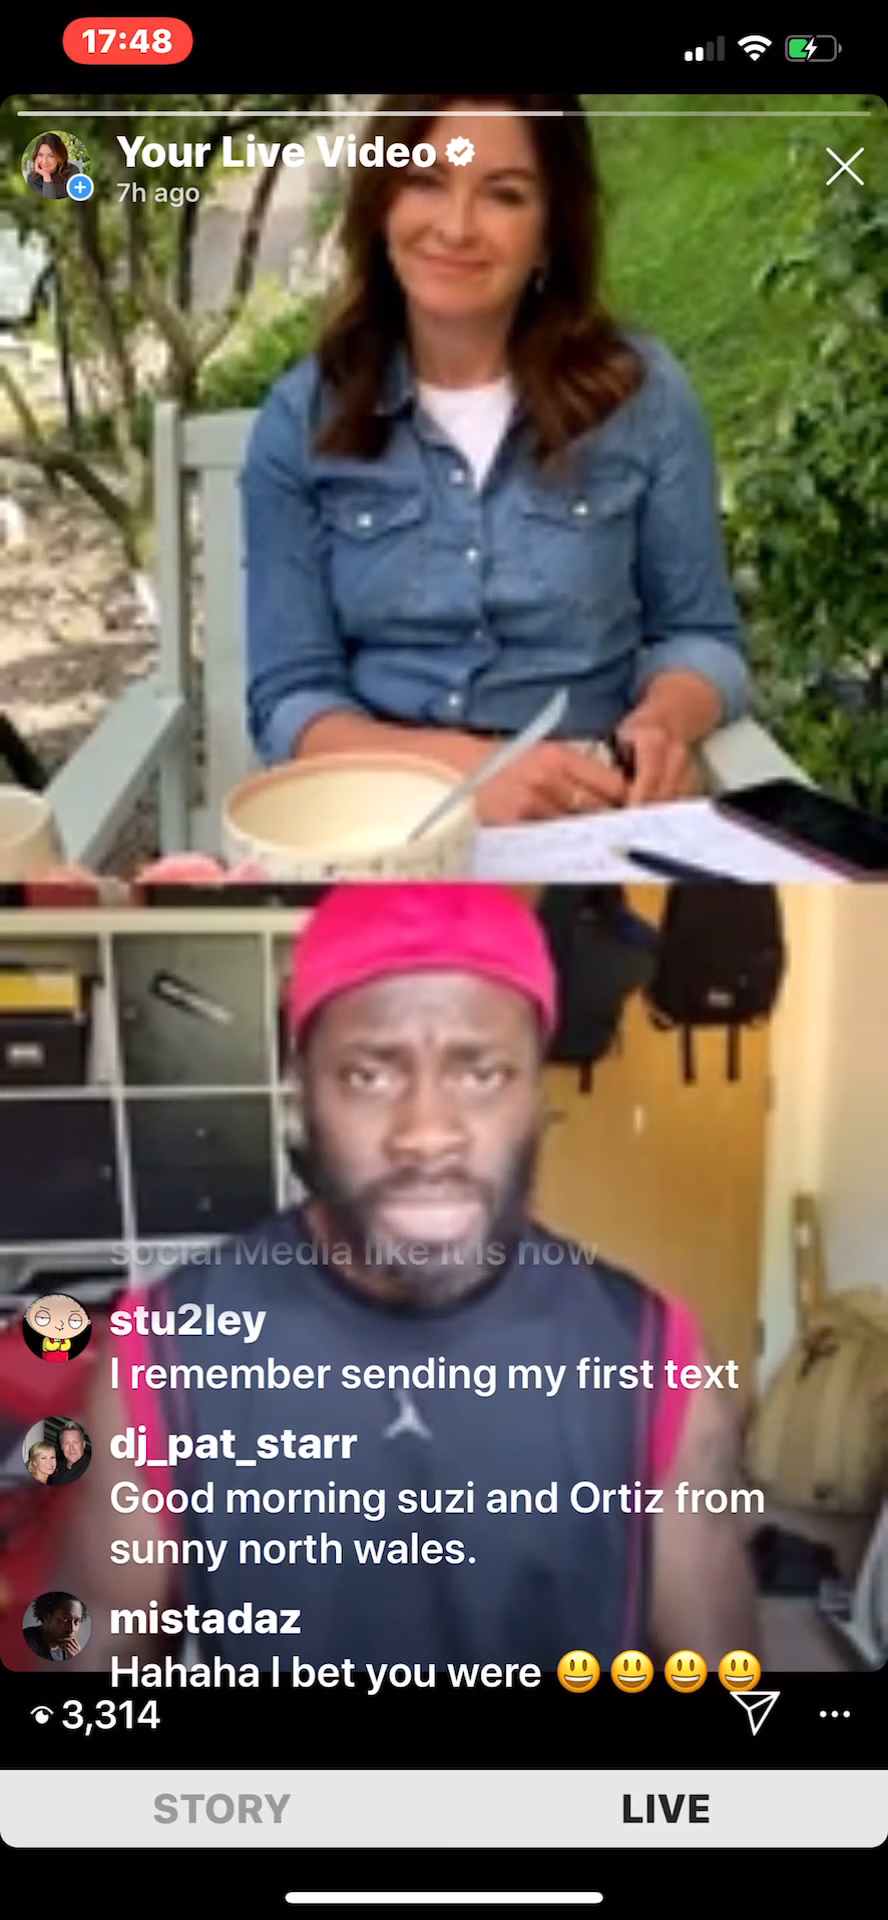 17:48
Your Live Video
7h ago
social Media like it is now
stu2ley
I remember sending my first text
dj_pat_starr
Good morning suzi and Ortiz from
sunny north wales.
mistadaz
Hahaha I bet you were 😃😃😃😃
3,314
STORY
LIVE